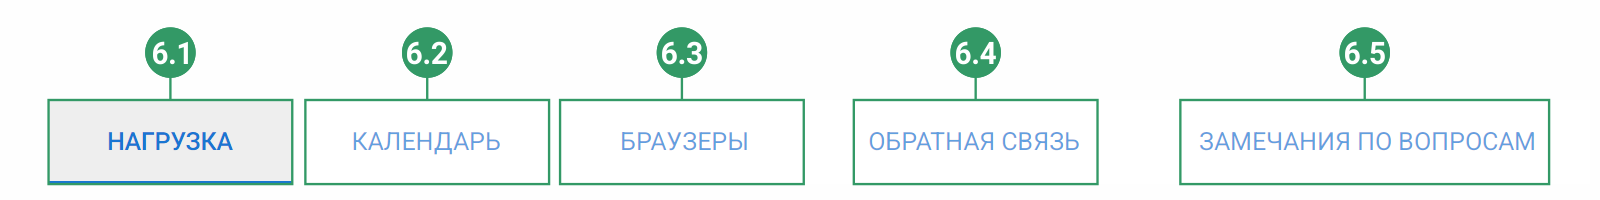 6.1 6.2 6.3 6.4 6.5
НАГРУЗКА КАЛЕНДАРЬ БРАУЗЕРЫ ОБРАТНАЯ СВЯЗЬ ЗАМЕЧАНИЯ ПО ВОПРОСАМ